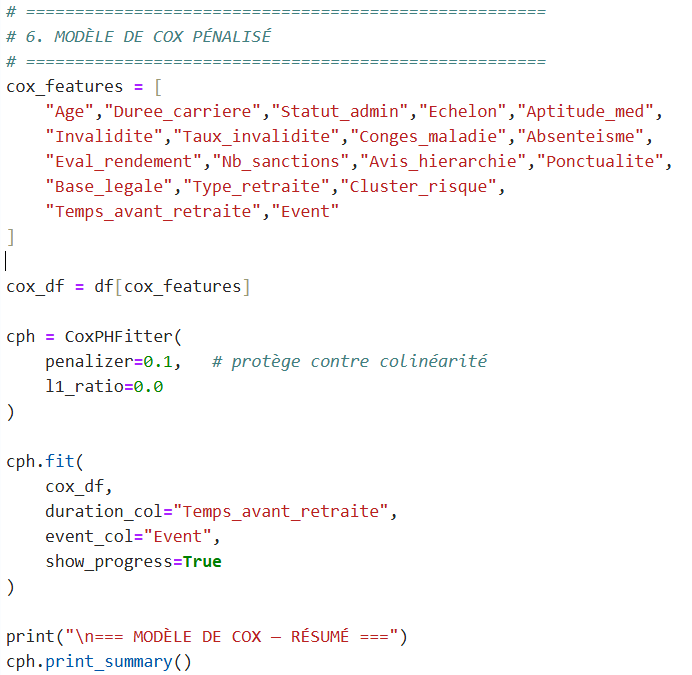 # ====================================================
# 6. MODÈLE DE COX PÉNALISÉ
# ====================================================
cox_features = [
    "Age","Duree_carriere","Statut_admin","Echelon","Aptitude_med",
    "Invalidite","Taux_invalidite","Conges_maladie","Absenteisme",
    "Eval_rendement","Nb_sanctions","Avis_hierarchie","Ponctualite",
    "Base_legale","Type_retraite","Cluster_risque",
    "Temps_avant_retraite","Event"
]
cox_df = df[cox_features]
cph = CoxPHFitter(
    penalizer=0.1,   # protège contre colinéarité
    l1_ratio=0.0
)
cph.fit(
    cox_df,
    duration_col="Temps_avant_retraite",
    event_col="Event",
    show_progress=True
)
print("\n=== MODÈLE DE COX — RÉSUMÉ ===")
cph.print_summary()